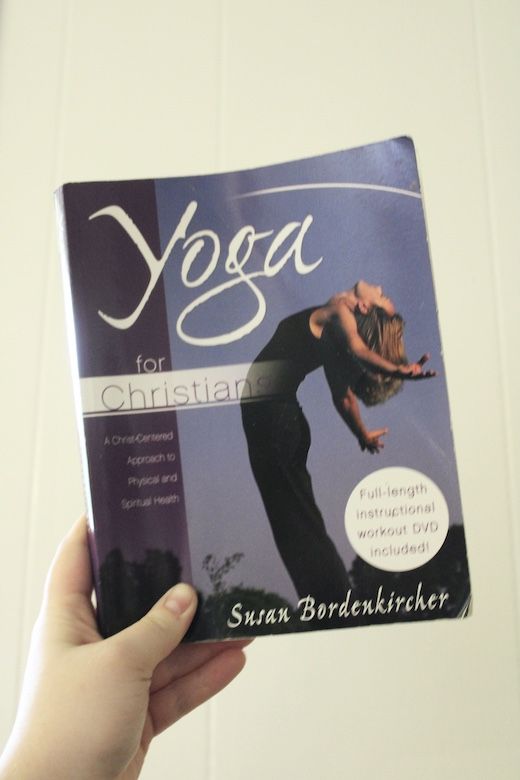 Yoga
for
Christians
A Christ-Centered
Approach to
Physical and
Spiritual Health
Full-length
instructional
workout DVD
included!
Susan Bordenkircher